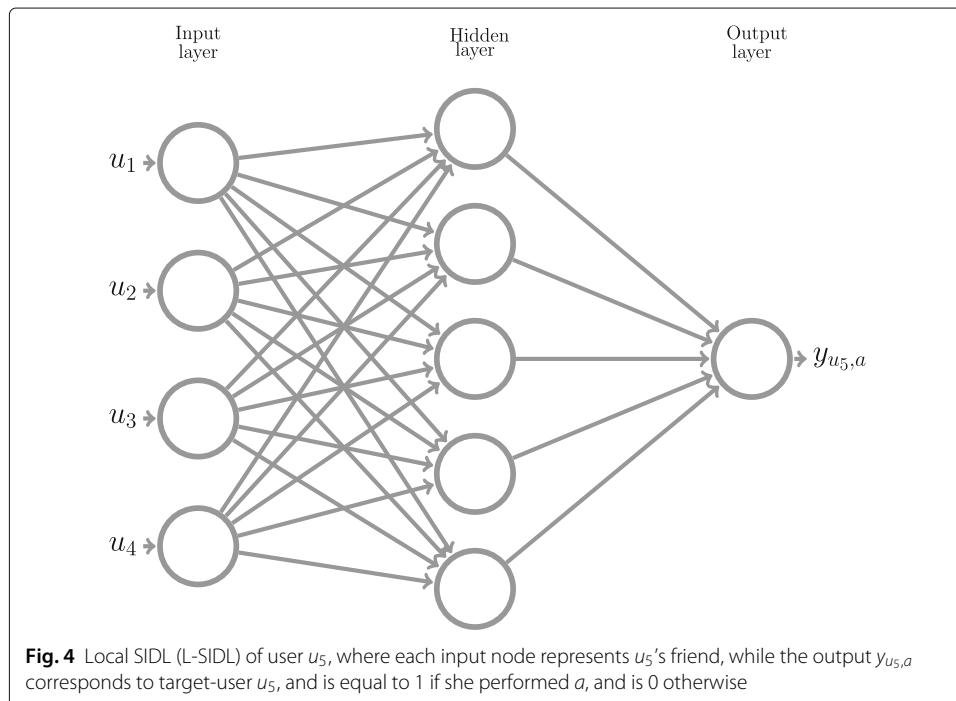 Input
layer
Hidden
layer
Output
layer
u1
u2
u3
u4
yu5,a
Fig. 4 Local SIDL (L-SIDL) of user u5, where each input node represents u5's friend, while the output yu5,a
corresponds to target-user u5, and is equal to 1 if she performed a, and is 0 otherwise